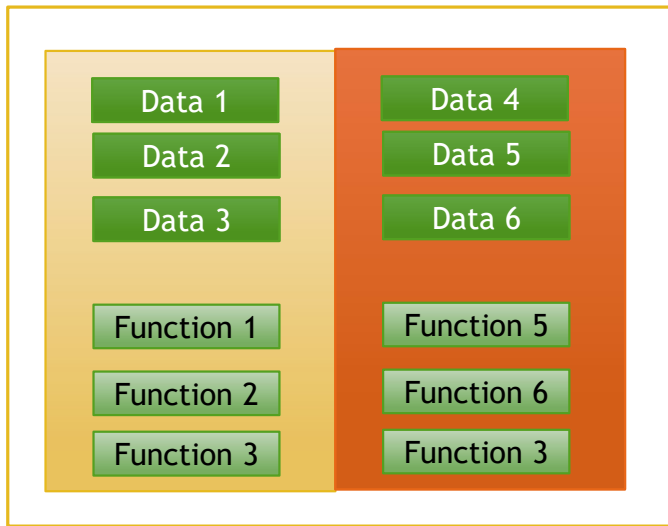 Data 1
Data 2
Data 3
Function 1
Function 2
Function 3
Data 4
Data 5
Data 6
Function 5
Function 6
Function 3